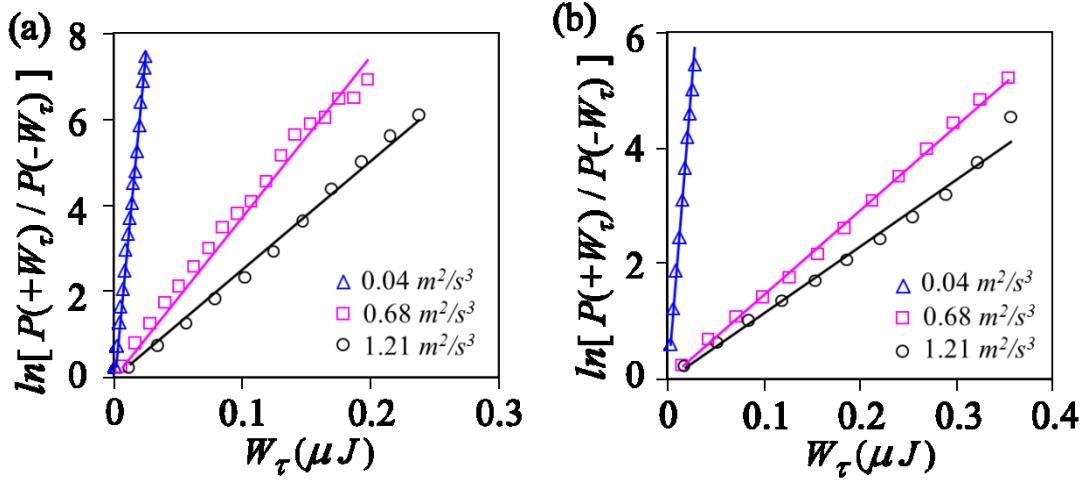 (a)
ln[ P(+Wτ) / P(-Wτ) ]
8
6
4
2
0
0 0.1 0.2 0.3
Wτ(μJ)
0.04 m²/s³
0.68 m²/s³
1.21 m²/s³
(b)
ln[ P(+Wτ) / P(-Wτ) ]
6
4
2
0
0 0.1 0.2 0.3 0.4
Wτ(μJ)
0.04 m²/s³
0.68 m²/s³
1.21 m²/s³